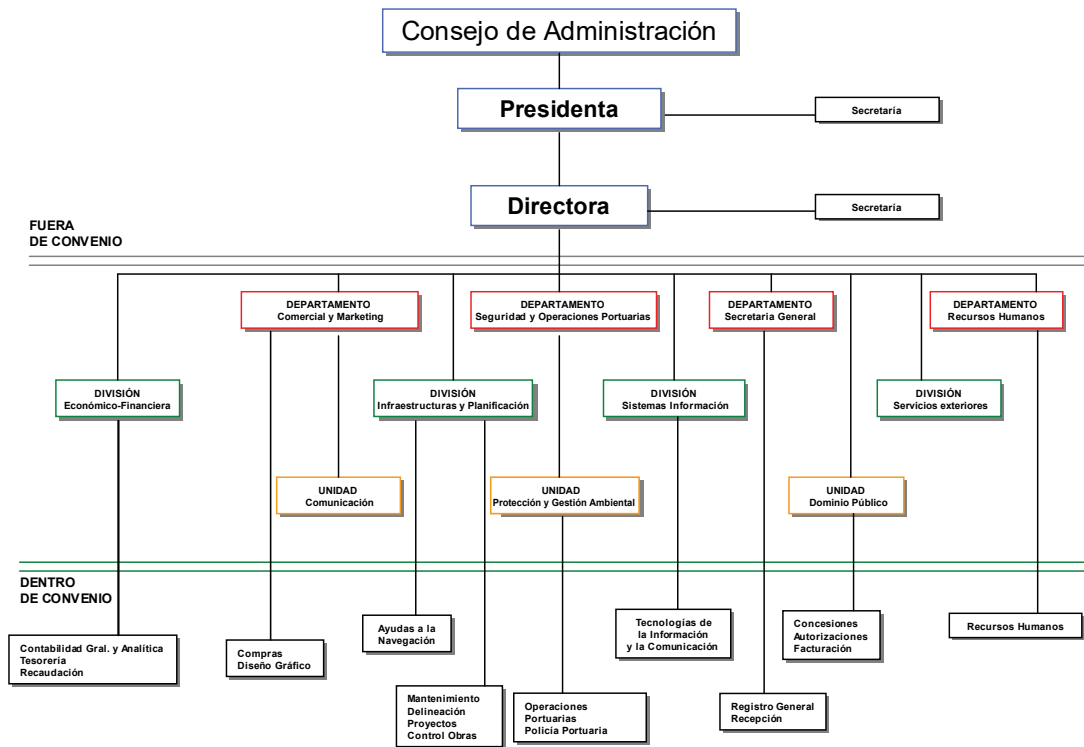 Consejo de Administración
Presidenta
Secretaría
Directora
Secretaría
FUERA
DE CONVENIO
DEPARTAMENTO
Comercial y Marketing
DEPARTAMENTO
Seguridad y Operaciones Portuarias
DEPARTAMENTO
Secretaria General
DEPARTAMENTO
Recursos Humanos
DIVISIÓN
Económico-Financiera
DIVISIÓN
Infraestructuras y Planificación
DIVISIÓN
Sistemas Información
DIVISIÓN
Servicios exteriores
UNIDAD
Comunicación
UNIDAD
Protección y Gestión Ambiental
UNIDAD
Dominio Público
DENTRO
DE CONVENIO
Contabilidad Gral. y Analítica
Tesorería
Recaudación
Compras
Diseño Gráfico
Ayudas a la
Navegación
Mantenimiento
Delineación
Proyectos
Control Obras
Operaciones
Portuarias
Policía Portuaria
Tecnologías de
la Información
y la Comunicación
Registro General
Recepción
Concesiones
Autorizaciones
Facturación
Recursos Humanos